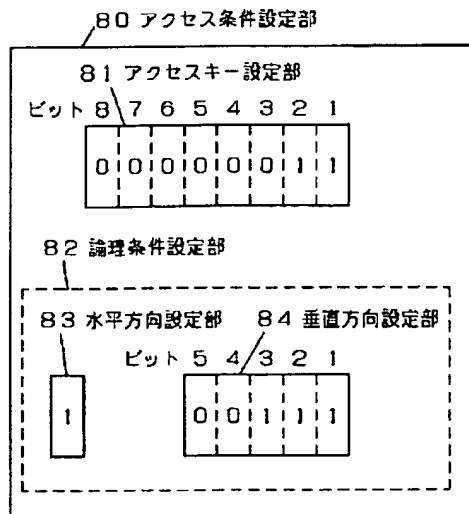 80 アクセス条件設定部
81 アクセスキー設定部
ビット 8 7 6 5 4 3 2 1
0 0 0 0 0 0 1 1
82 論理条件設定部
83 水平方向設定部 84 垂直方向設定部
ビット 5 4 3 2 1
1 0 0 1 1 1